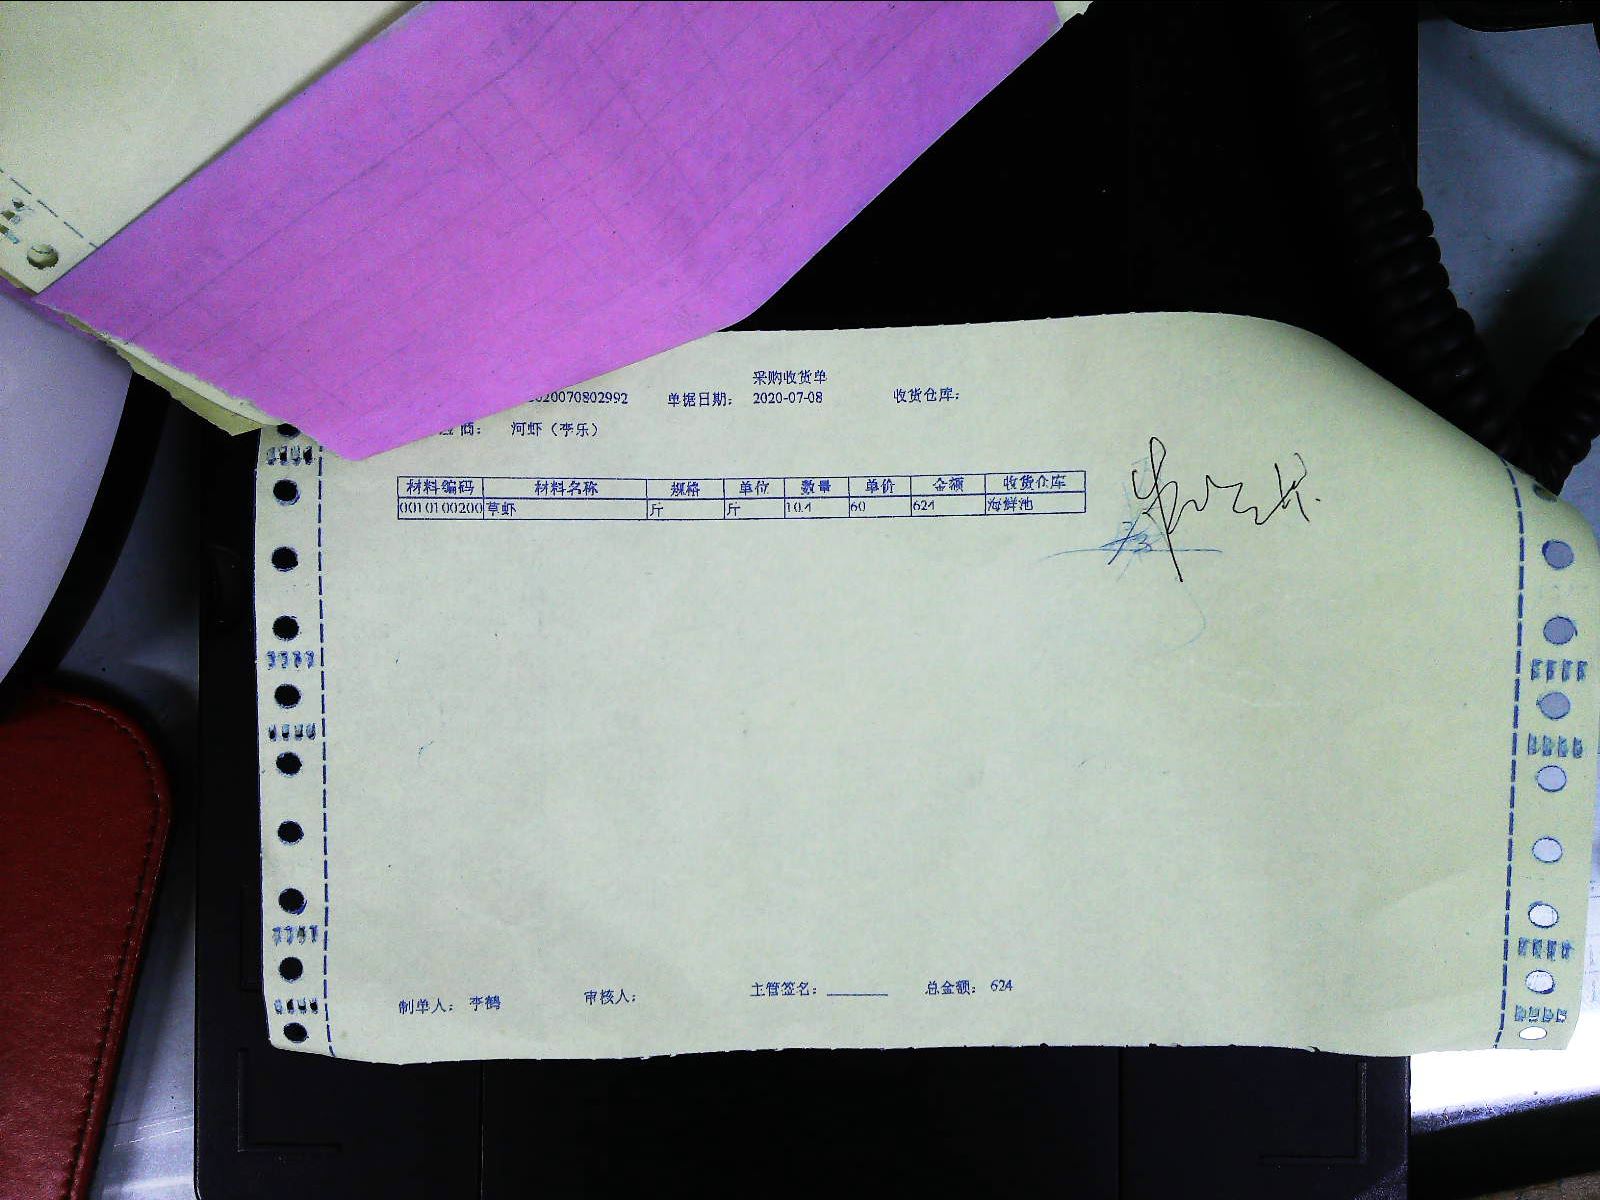 采购收货单
20070802992 单据日期: 2020-07-08 收货仓库:
商: 河虾（李乐）
材料编码 材料名称 规格 单位 数量 单价 金额 收货仓库
0010100200 草虾 斤 斤 10.4 60 624 海鲜池
制单人: 李鹤 审核人: 主管签名: 总金额: 624